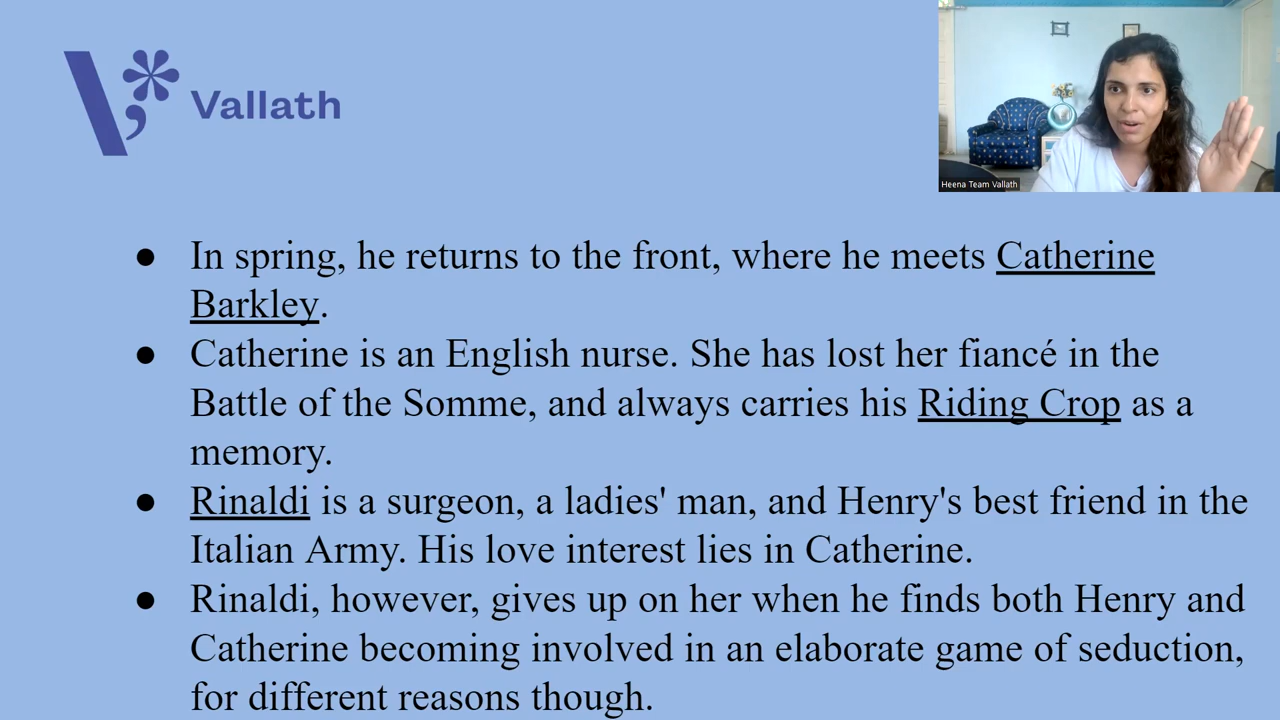 Vallath
Heena Team Vallath
● In spring, he returns to the front, where he meets Catherine
Barkley.
● Catherine is an English nurse. She has lost her fiancé in the
Battle of the Somme, and always carries his Riding Crop as a
memory.
● Rinaldi is a surgeon, a ladies' man, and Henry's best friend in the
Italian Army. His love interest lies in Catherine.
● Rinaldi, however, gives up on her when he finds both Henry and
Catherine becoming involved in an elaborate game of seduction,
for different reasons though.